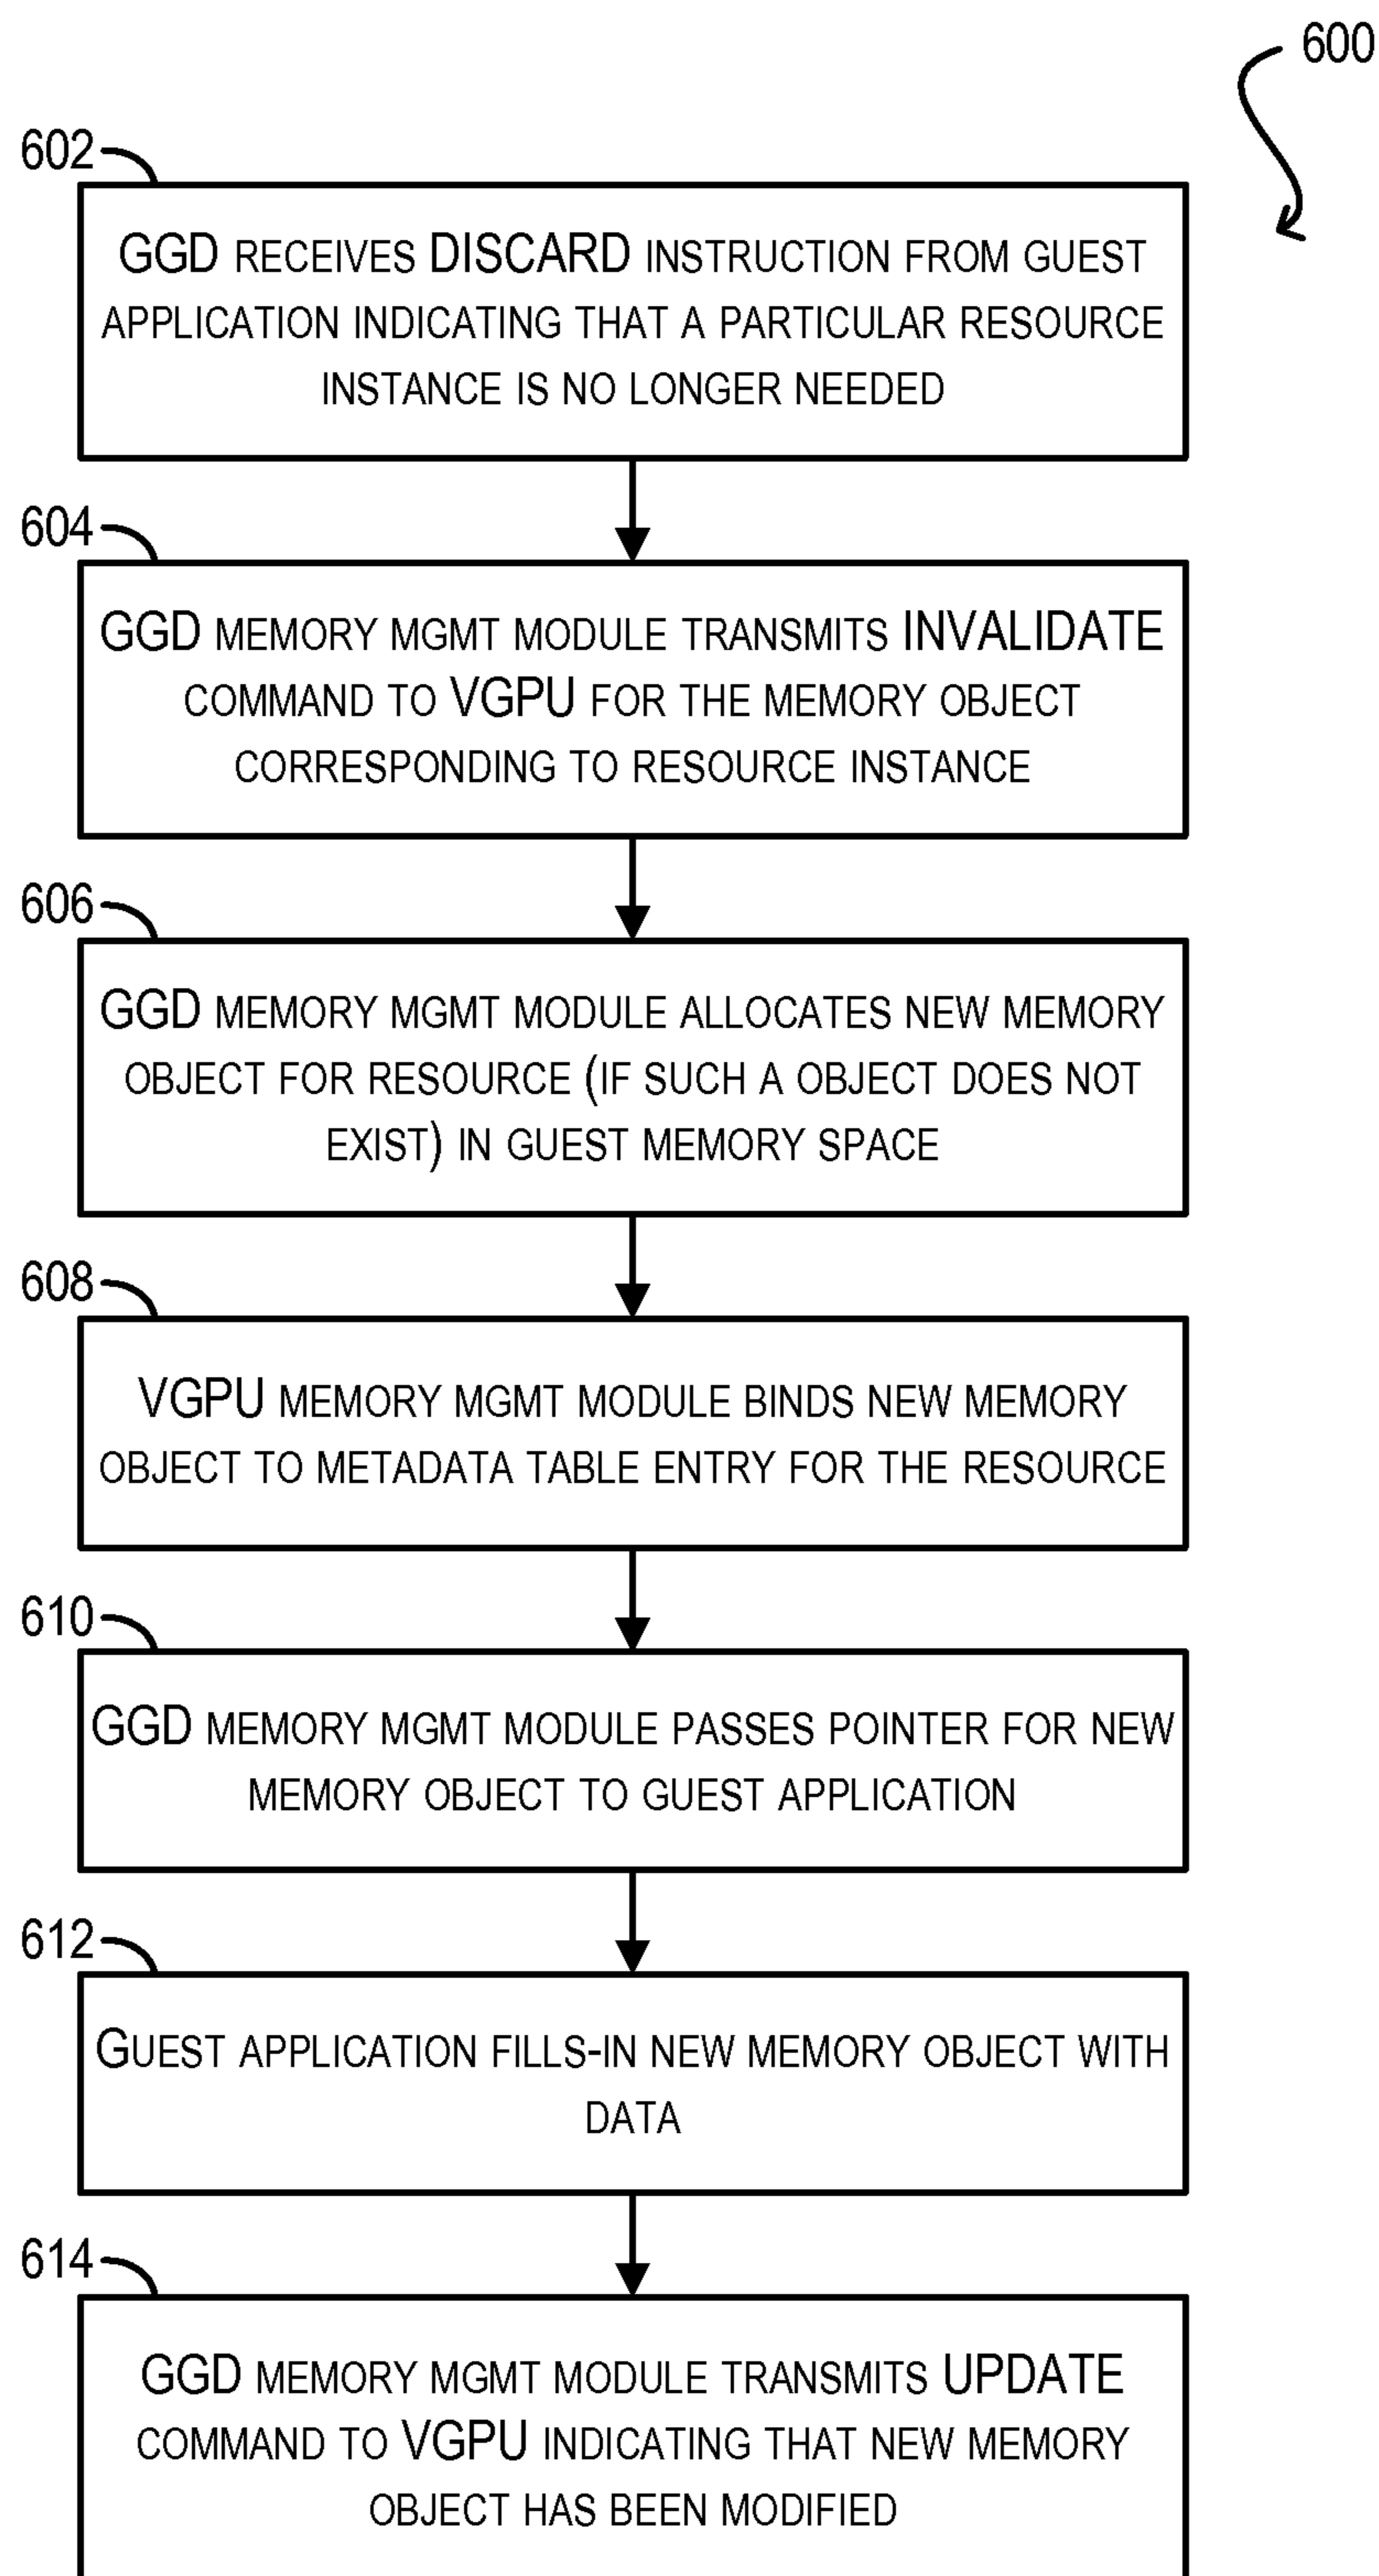 600
602
GGD RECEIVES DISCARD INSTRUCTION FROM GUEST
APPLICATION INDICATING THAT A PARTICULAR RESOURCE
INSTANCE IS NO LONGER NEEDED
604
GGD MEMORY MGMT MODULE TRANSMITS INVALIDATE
COMMAND TO VGPU FOR THE MEMORY OBJECT
CORRESPONDING TO RESOURCE INSTANCE
606
GGD MEMORY MGMT MODULE ALLOCATES NEW MEMORY
OBJECT FOR RESOURCE (IF SUCH A OBJECT DOES NOT
EXIST) IN GUEST MEMORY SPACE
608
VGPU MEMORY MGMT MODULE BINDS NEW MEMORY
OBJECT TO METADATA TABLE ENTRY FOR THE RESOURCE
610
GGD MEMORY MGMT MODULE PASSES POINTER FOR NEW
MEMORY OBJECT TO GUEST APPLICATION
612
GUEST APPLICATION FILLS-IN NEW MEMORY OBJECT WITH
DATA
614
GGD MEMORY MGMT MODULE TRANSMITS UPDATE
COMMAND TO VGPU INDICATING THAT NEW MEMORY
OBJECT HAS BEEN MODIFIED